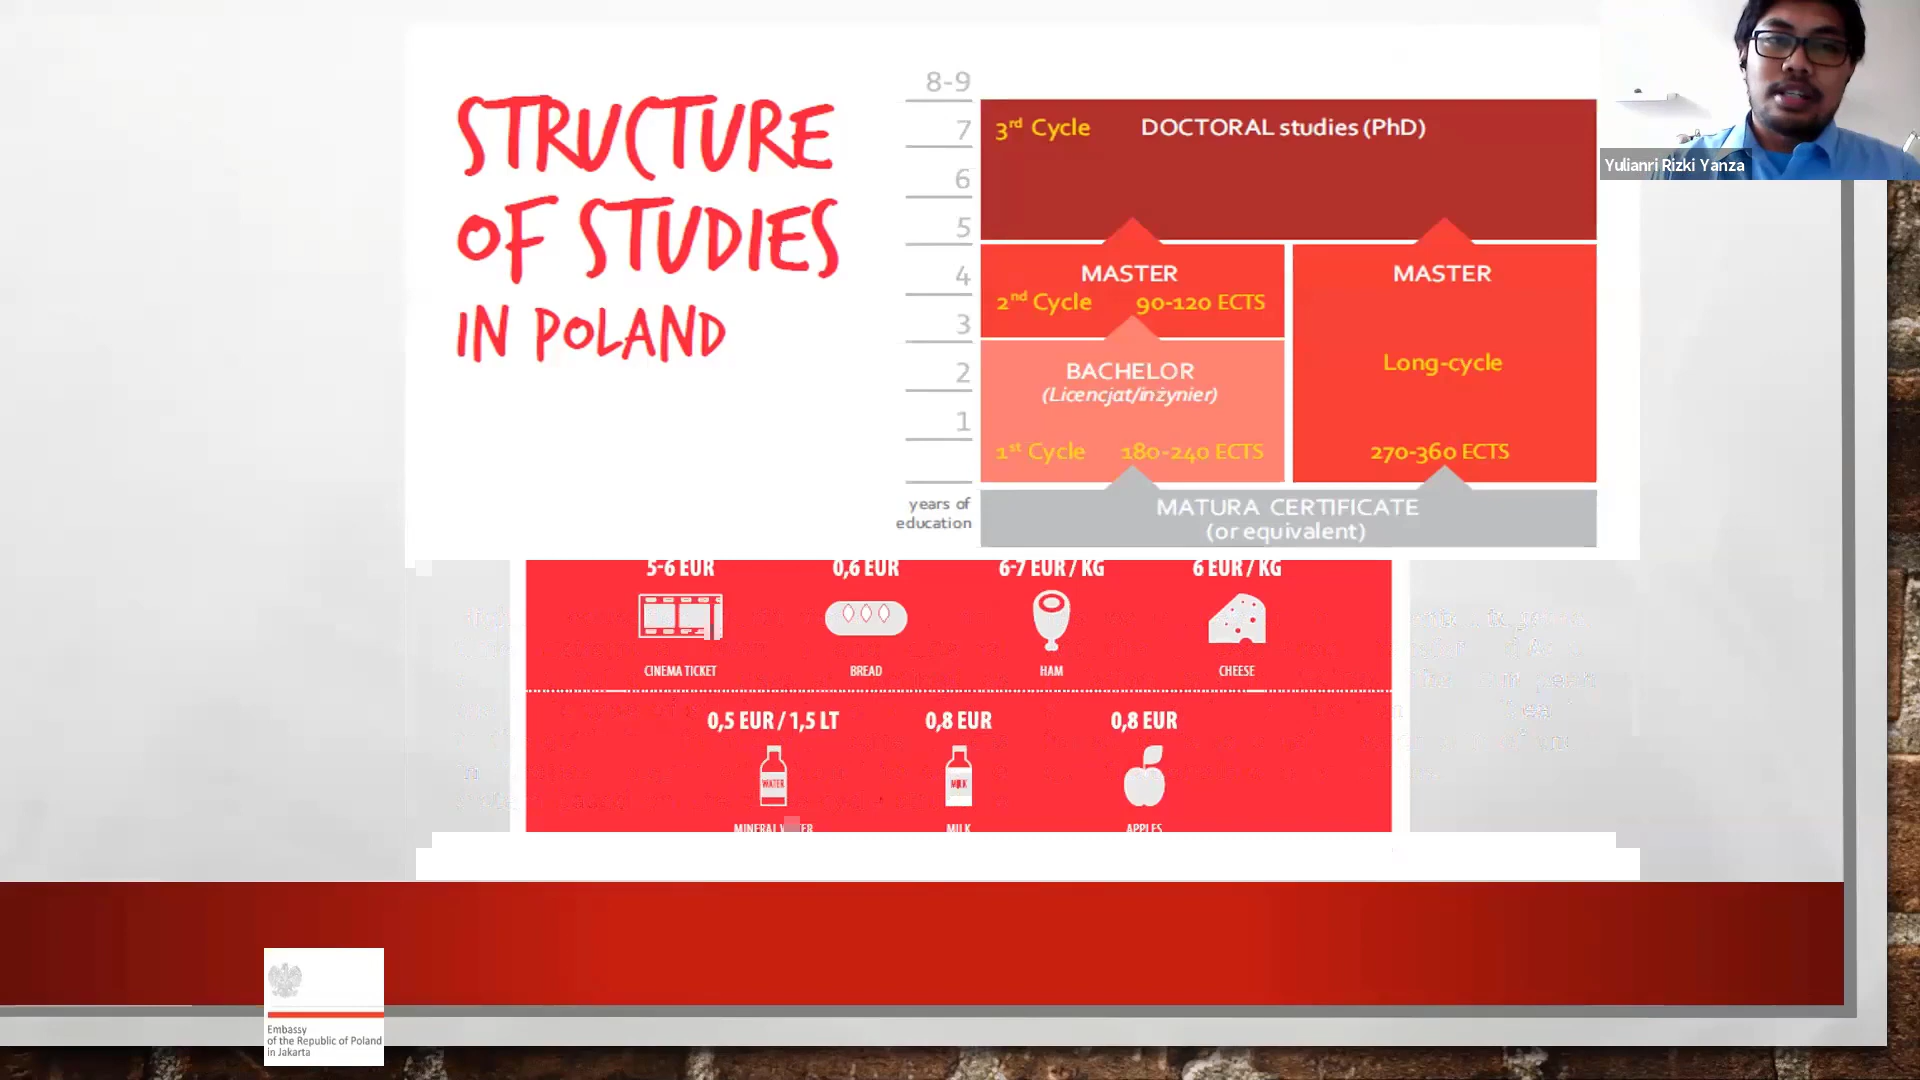 STRUCTURE
OF STUDIES
IN POLAND
8-9
7
6
5
4
3
2
1
years of
education
3rd Cycle DOCTORAL studies (PhD)
MASTER
2nd Cycle 90-120 ECTS
BACHELOR
(Licencjat/inżynier)
1st Cycle 180-240 ECTS
MASTER
Long-cycle
270-360 ECTS
MATURA CERTIFICATE
(or equivalent)
Yulianri Rizki Yanza
5-6 EUR 0,6 EUR 6-7 EUR / KG 6 EUR / KG
CINEMA TICKET BREAD HAM CHEESE
0,5 EUR / 1,5 LT 0,8 EUR 0,8 EUR
WATER MILK
MINERAL MILK APPLES
Embassy
of the Republic of Poland
in Jakarta